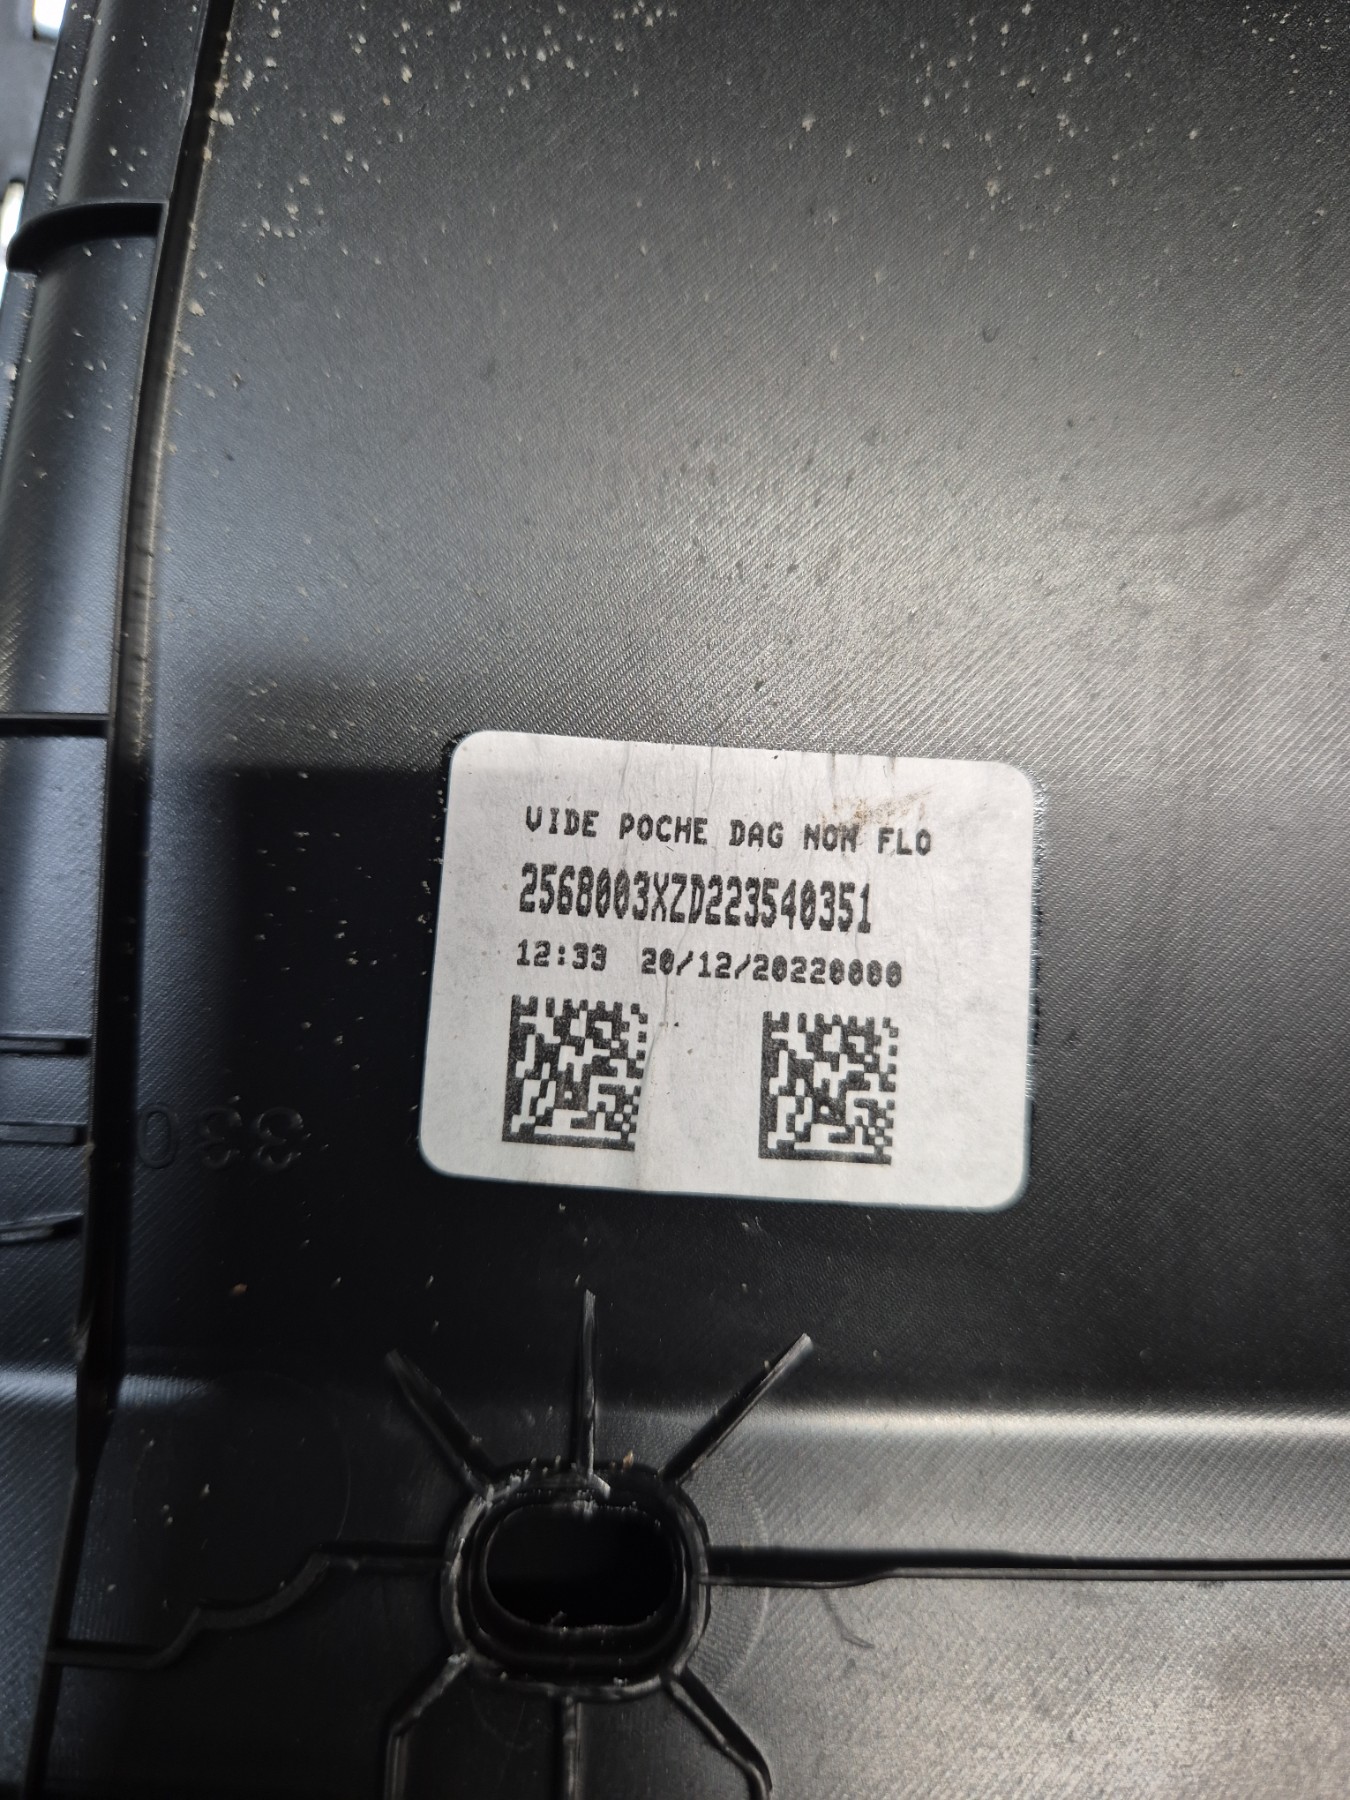 VIDE POCHE DAG NON FLO
2568003XZD223540351
12:33 20/12/20220000